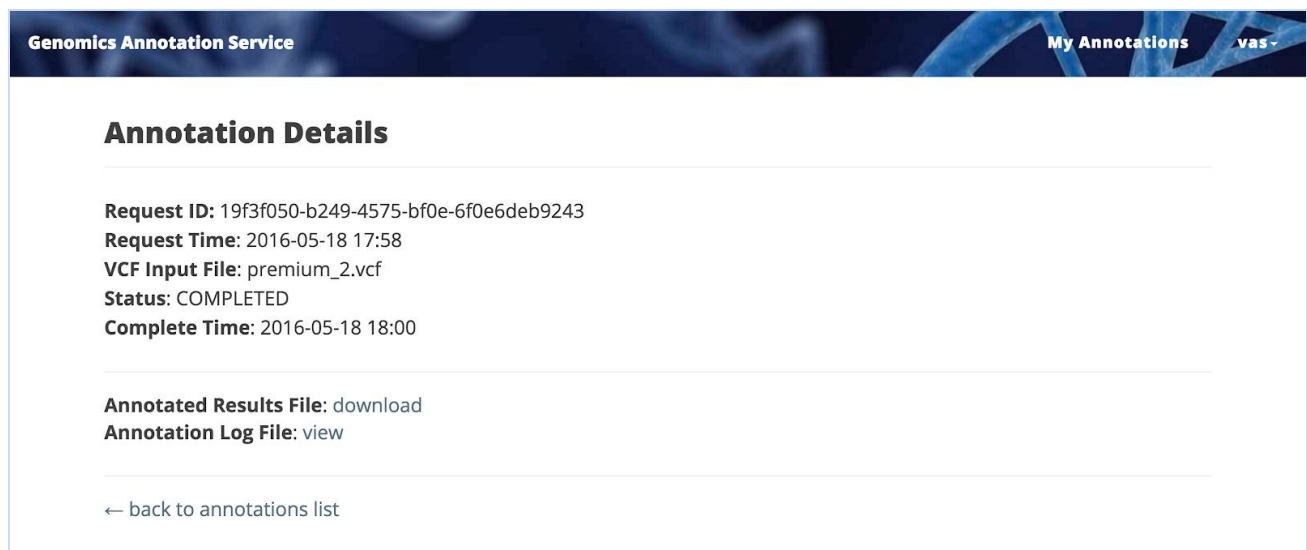 Genomics Annotation Service
My Annotations
vas
Annotation Details
Request ID: 19f3f050-b249-4575-bf0e-6f0e6deb9243
Request Time: 2016-05-18 17:58
VCF Input File: premium_2.vcf
Status: COMPLETED
Complete Time: 2016-05-18 18:00
Annotated Results File: download
Annotation Log File: view
← back to annotations list